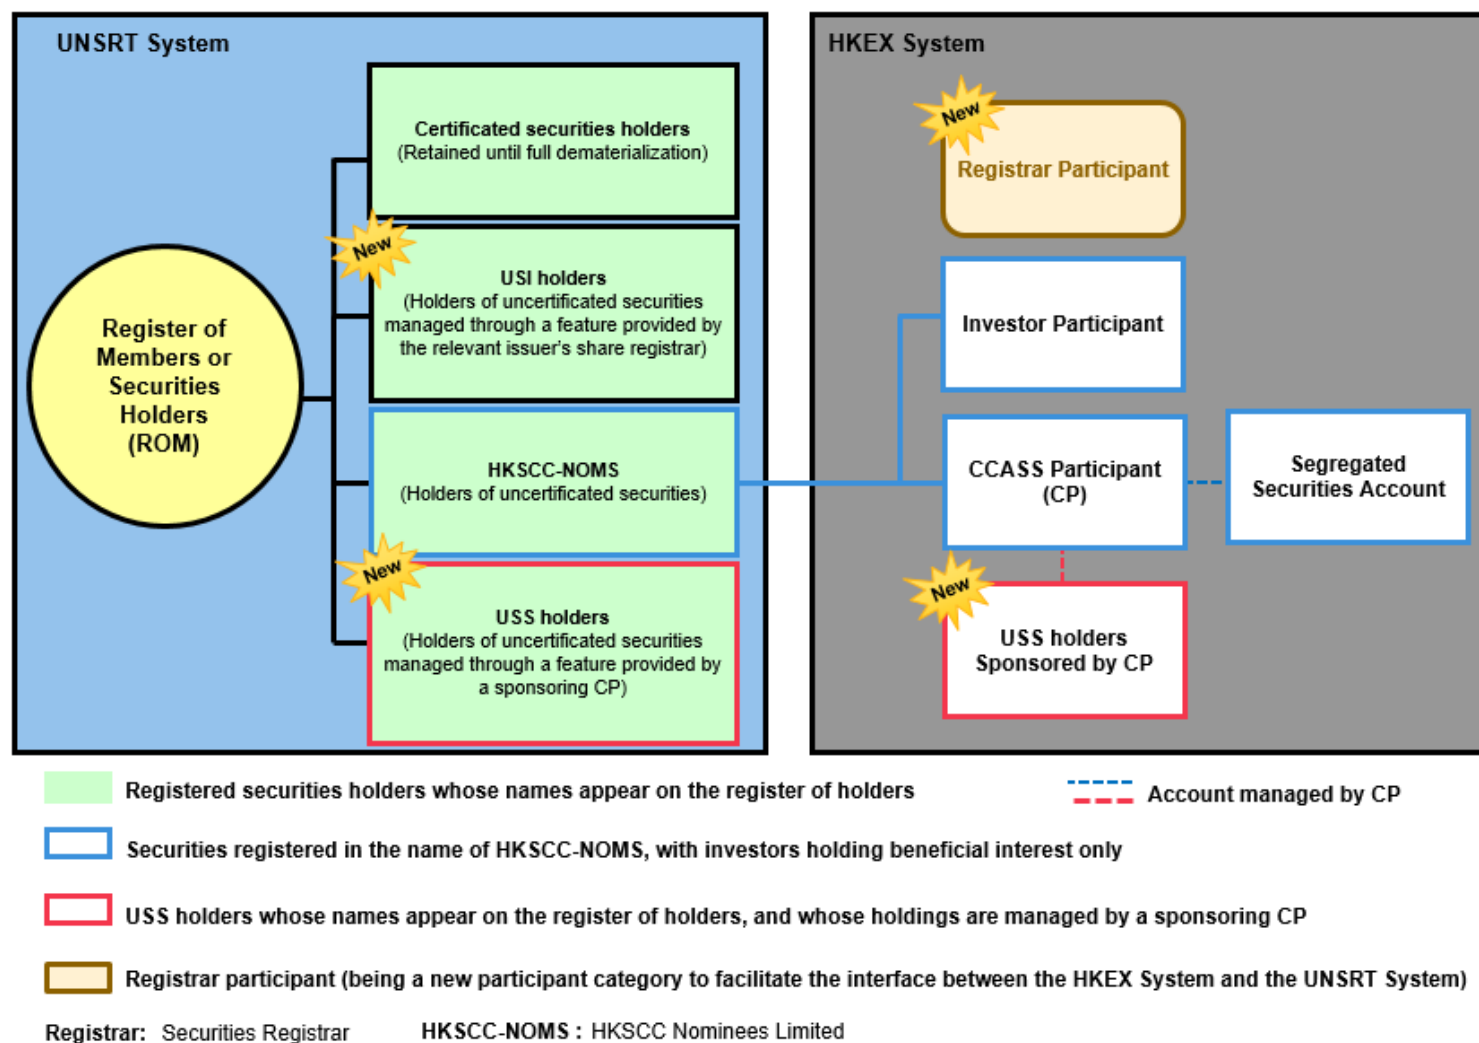 UNSRT System
Certificated securities holders
(Retained until full dematerialization)
New
USI holders
(Holders of uncertificated securities
managed through a feature provided by
the relevant issuer's share registrar)
Register of
Members or
Securities
Holders
(ROM)
HKSCC-NOMS
(Holders of uncertificated securities)
New
USS holders
(Holders of uncertificated securities
managed through a feature provided by
a sponsoring CP)
HKEX System
New
Registrar Participant
Investor Participant
CCASS Participant
(CP)
Segregated
Securities Account
New
USS holders
Sponsored by CP
Registered securities holders whose names appear on the register of holders
Account managed by CP
Securities registered in the name of HKSCC-NOMS, with investors holding beneficial interest only
USS holders whose names appear on the register of holders, and whose holdings are managed by a sponsoring CP
Registrar participant (being a new participant category to facilitate the interface between the HKEX System and the UNSRT System)
Registrar: Securities Registrar
HKSCC-NOMS : HKSCC Nominees Limited